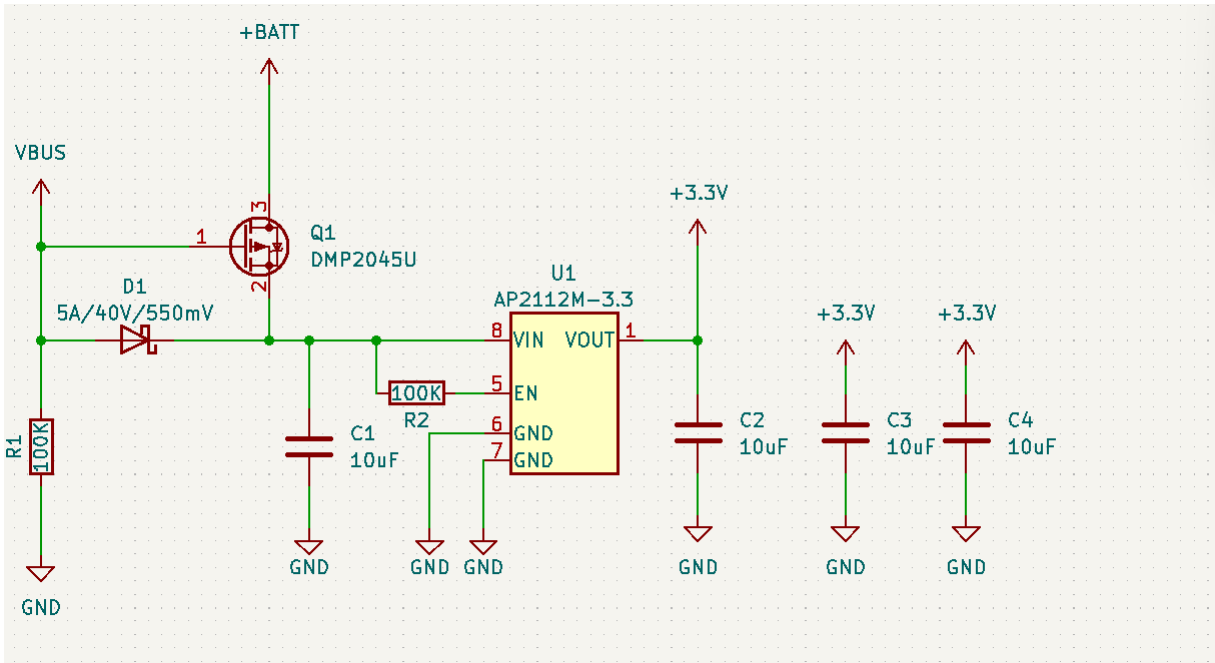 +BATT
VBUS
3
1
Q1
DMP2045U
2
D1
5A/40V/550mV
U1
AP2112M-3.3
+3.3V
+3.3V
+3.3V
8
VIN
VOUT
1
100K
R2
5
EN
6
GND
7
GND
R1
100K
C1
10uF
C2
10uF
C3
10uF
C4
10uF
GND
GND
GND
GND
GND
GND
GND